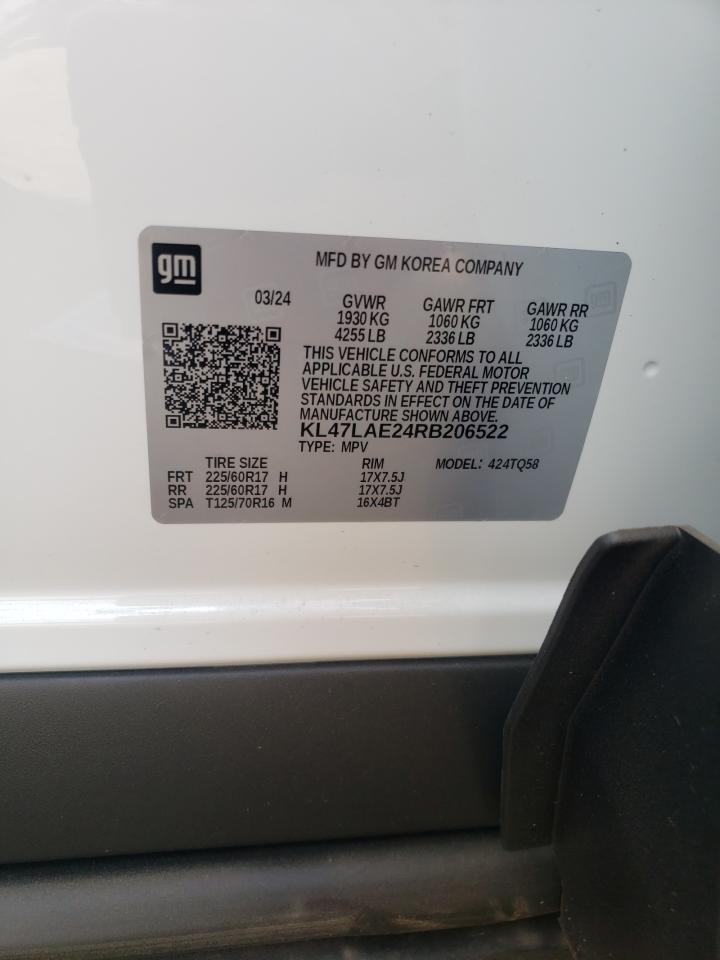 gm
MFD BY GM KOREA COMPANY
03/24 GVWR GAWR FRT GAWR RR
1930 KG 1060 KG 1060 KG
4255 LB 2336 LB 2336 LB
THIS VEHICLE CONFORMS TO ALL
APPLICABLE U.S. FEDERAL MOTOR
VEHICLE SAFETY AND THEFT PREVENTION
STANDARDS IN EFFECT ON THE DATE OF
MANUFACTURE SHOWN ABOVE.
KL47LAE24RB206522
TYPE: MPV
TIRE SIZE RIM MODEL: 424TQ58
FRT 225/60R17 H 17X7.5J
RR 225/60R17 H 17X7.5J
SPA T125/70R16 M 16X4BT